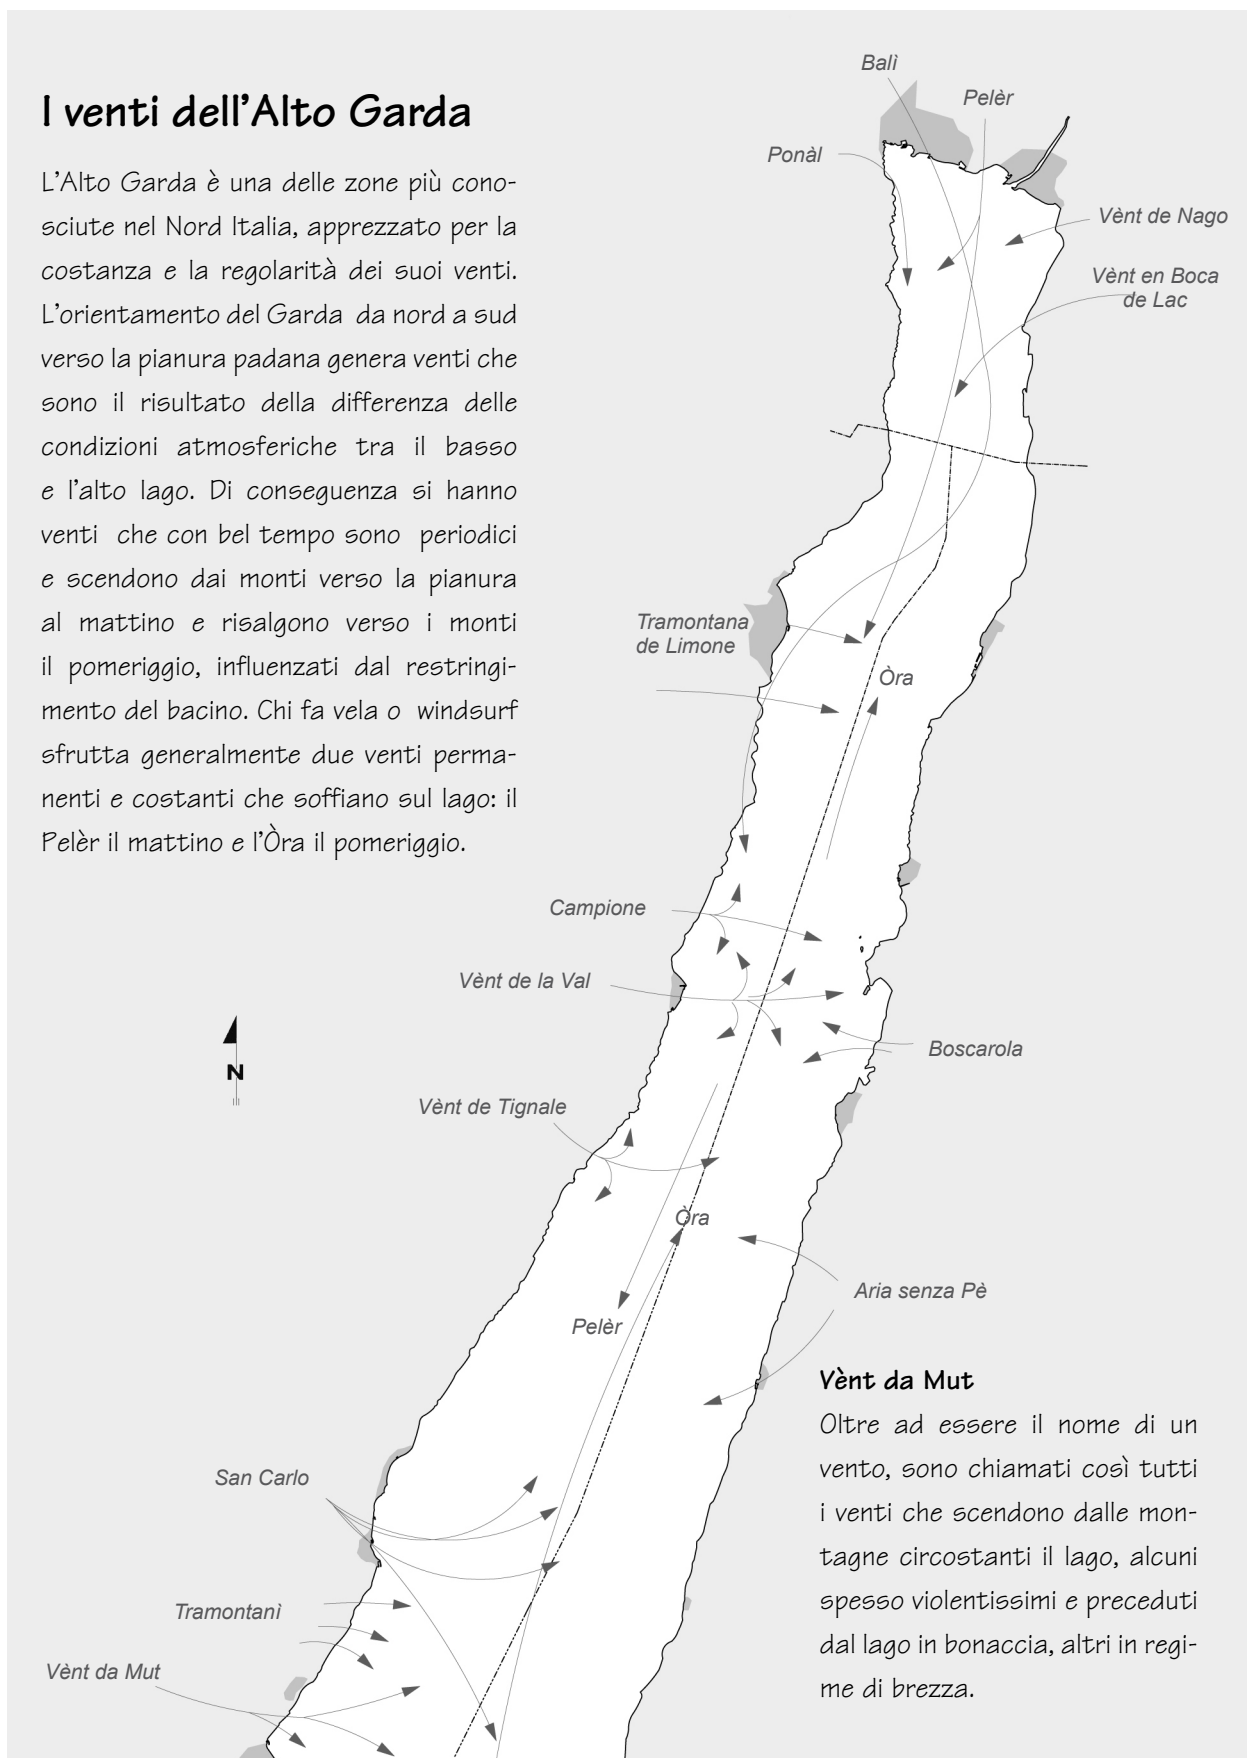 I venti dell'Alto Garda
L'Alto Garda è una delle zone più cono-
sciute nel Nord Italia, apprezzato per la
costanza e la regolarità dei suoi venti.
L'orientamento del Garda da nord a sud
verso la pianura padana genera venti che
sono il risultato della differenza delle
condizioni atmosferiche tra il basso
e l'alto lago. Di conseguenza si hanno
venti che con bel tempo sono periodici
e scendono dai monti verso la pianura
al mattino e risalgono verso i monti
il pomeriggio, influenzati dal restringi-
mento del bacino. Chi fa vela o windsurf
sfrutta generalmente due venti perma-
nenti e costanti che soffiano sul lago: il
Pelèr il mattino e l'Òra il pomeriggio.
Balì
Pelèr
Ponàl
Vènt de Nago
Vènt en Boca
de Lac
Tramontana
de Limone
Òra
Campione
Vènt de la Val
Boscarola
N
Vènt de Tignale
Òra
Aria senza Pè
Pelèr
San Carlo
Tramontanì
Vènt da Mut
Vènt da Mut
Oltre ad essere il nome di un
vento, sono chiamati così tutti
i venti che scendono dalle mon-
tagne circostanti il lago, alcuni
spesso violentissimi e preceduti
dal lago in bonaccia, altri in regi-
me di brezza.